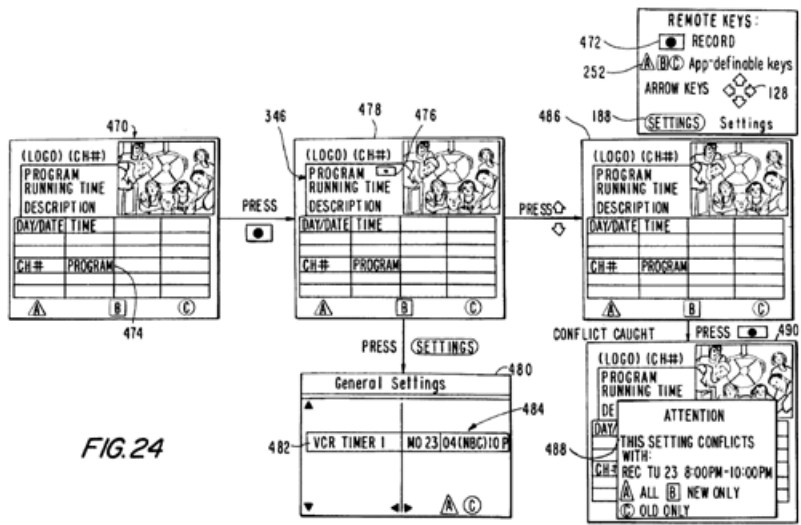 REMOTE KEYS:
472 RECORD
252 A B C App-definable keys
ARROW KEYS 128
188 SETTINGS Settings
470
(LOGO) (CH#)
PROGRAM
RUNNING TIME
DESCRIPTION
DAY/DATE TIME
CH# PROGRAM
A B C
474
PRESS
478
476
346
(LOGO) (CH#)
PROGRAM
RUNNING TIME
DESCRIPTION
DAY/DATE TIME
CH# PROGRAM
A B C
PRESS
486
(LOGO) (CH#)
PROGRAM
RUNNING TIME
DESCRIPTION
DAY/DATE TIME
CH# PROGRAM
A B C
PRESS SETTINGS
480
General Settings
484
482 VCR TIMER 1 MO 23 04(NBC)10 P
CONFLICT CAUGHT PRESS 490
(LOGO) (CH#)
PROGRAM
RUNNING TIME
DE
DAY/
CH#
488
ATTENTION
THIS SETTING CONFLICTS
WITH:
REC TU 23 8:00PM-10:00PM
A ALL B NEW ONLY
C OLD ONLY
FIG.24